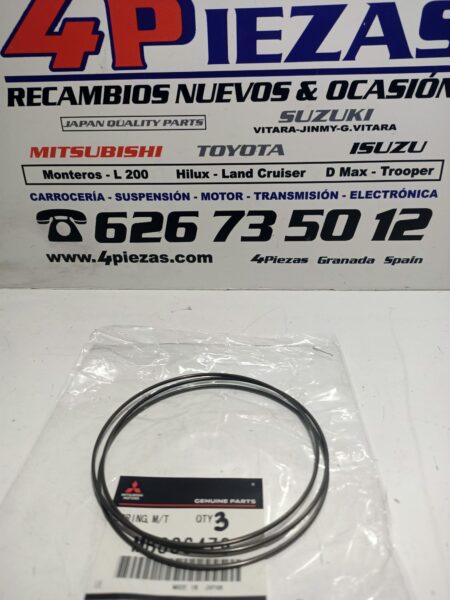 4PIEZAS
RECAMBIOS NUEVOS & OCASIÓN
JAPAN QUALITY PARTS
SUZUKI
VITARA-JIMNY-G.VITARA
MITSUBISHI TOYOTA ISUZU
Monteros - L 200 Hilux - Land Cruiser D Max - Trooper
CARROCERÍA - SUSPENSIÓN - MOTOR - TRANSMISIÓN - ELECTRÓNICA
626 73 50 12
www.4piezas.com
4Piezas Granada Spain
MITSUBISHI
MOTORS
GENUINE PARTS
RING, M/T QTY 3
MADE IN JAPAN